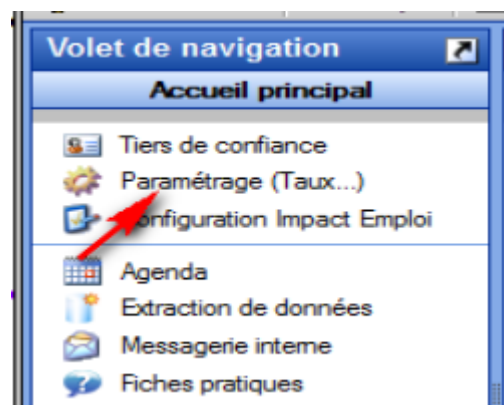 Volet de navigation
Accueil principal
Tiers de confiance
Paramétrage (Taux...)
Configuration Impact Emploi
Agenda
Extraction de données
Messagerie interne
Fiches pratiques